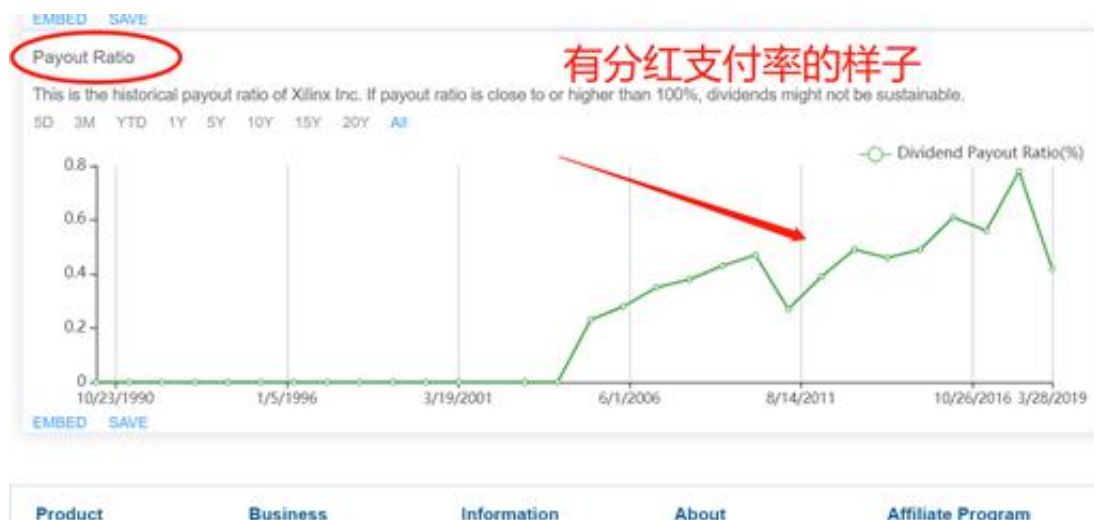 EMBED SAVE
Payout Ratio
有分红支付率的样子
This is the historical payout ratio of Xilinx Inc. If payout ratio is close to or higher than 100%, dividends might not be sustainable.
5D 3M YTD 1Y 5Y 10Y 15Y 20Y All
Dividend Payout Ratio(%)
0.8
0.6
0.4
0.2
0
10/23/1990 1/5/1996 3/19/2001 6/1/2006 8/14/2011 10/26/2016 3/28/2019
EMBED SAVE
Product Business Information About Affiliate Program